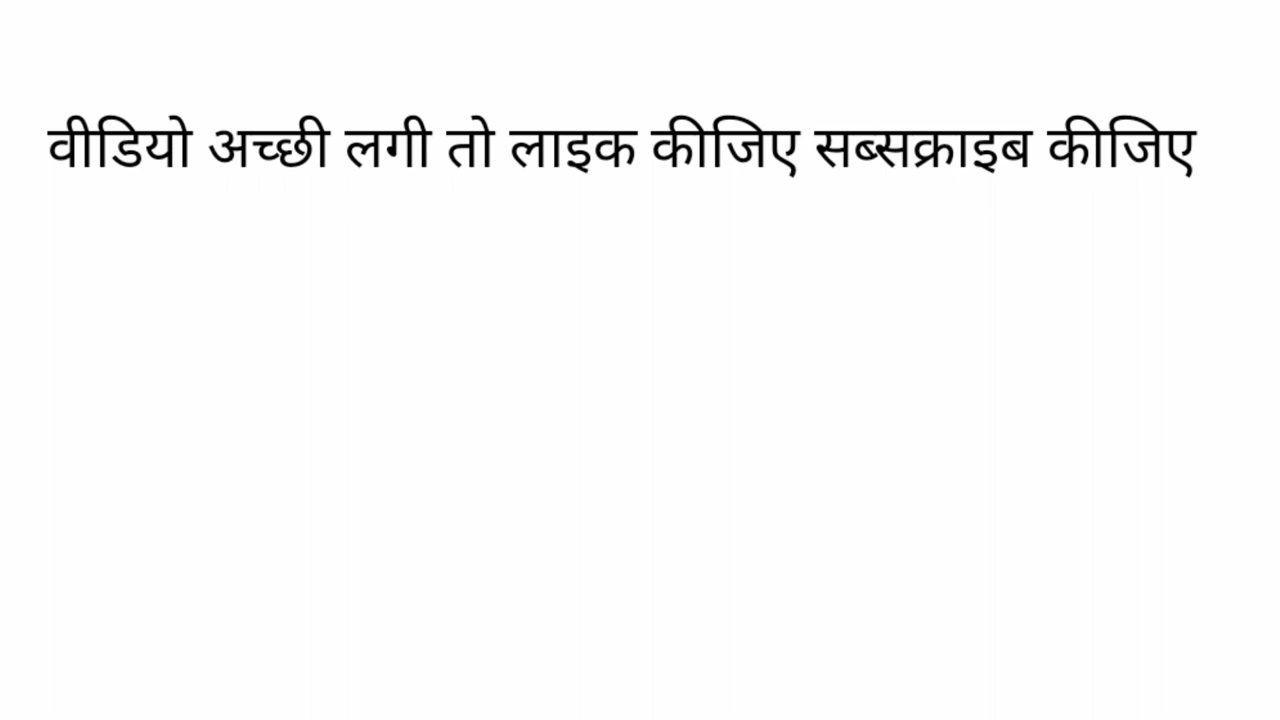 वीडियो अच्छी लगी तो लाइक कीजिए सब्सक्राइब कीजिए